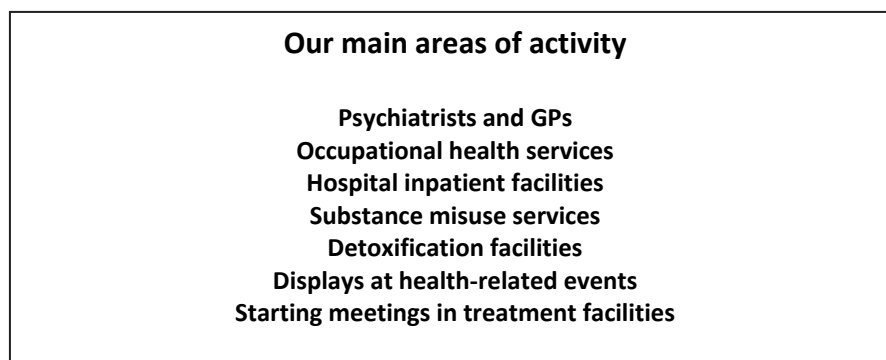 Our main areas of activity
Psychiatrists and GPs
Occupational health services
Hospital inpatient facilities
Substance misuse services
Detoxification facilities
Displays at health-related events
Starting meetings in treatment facilities